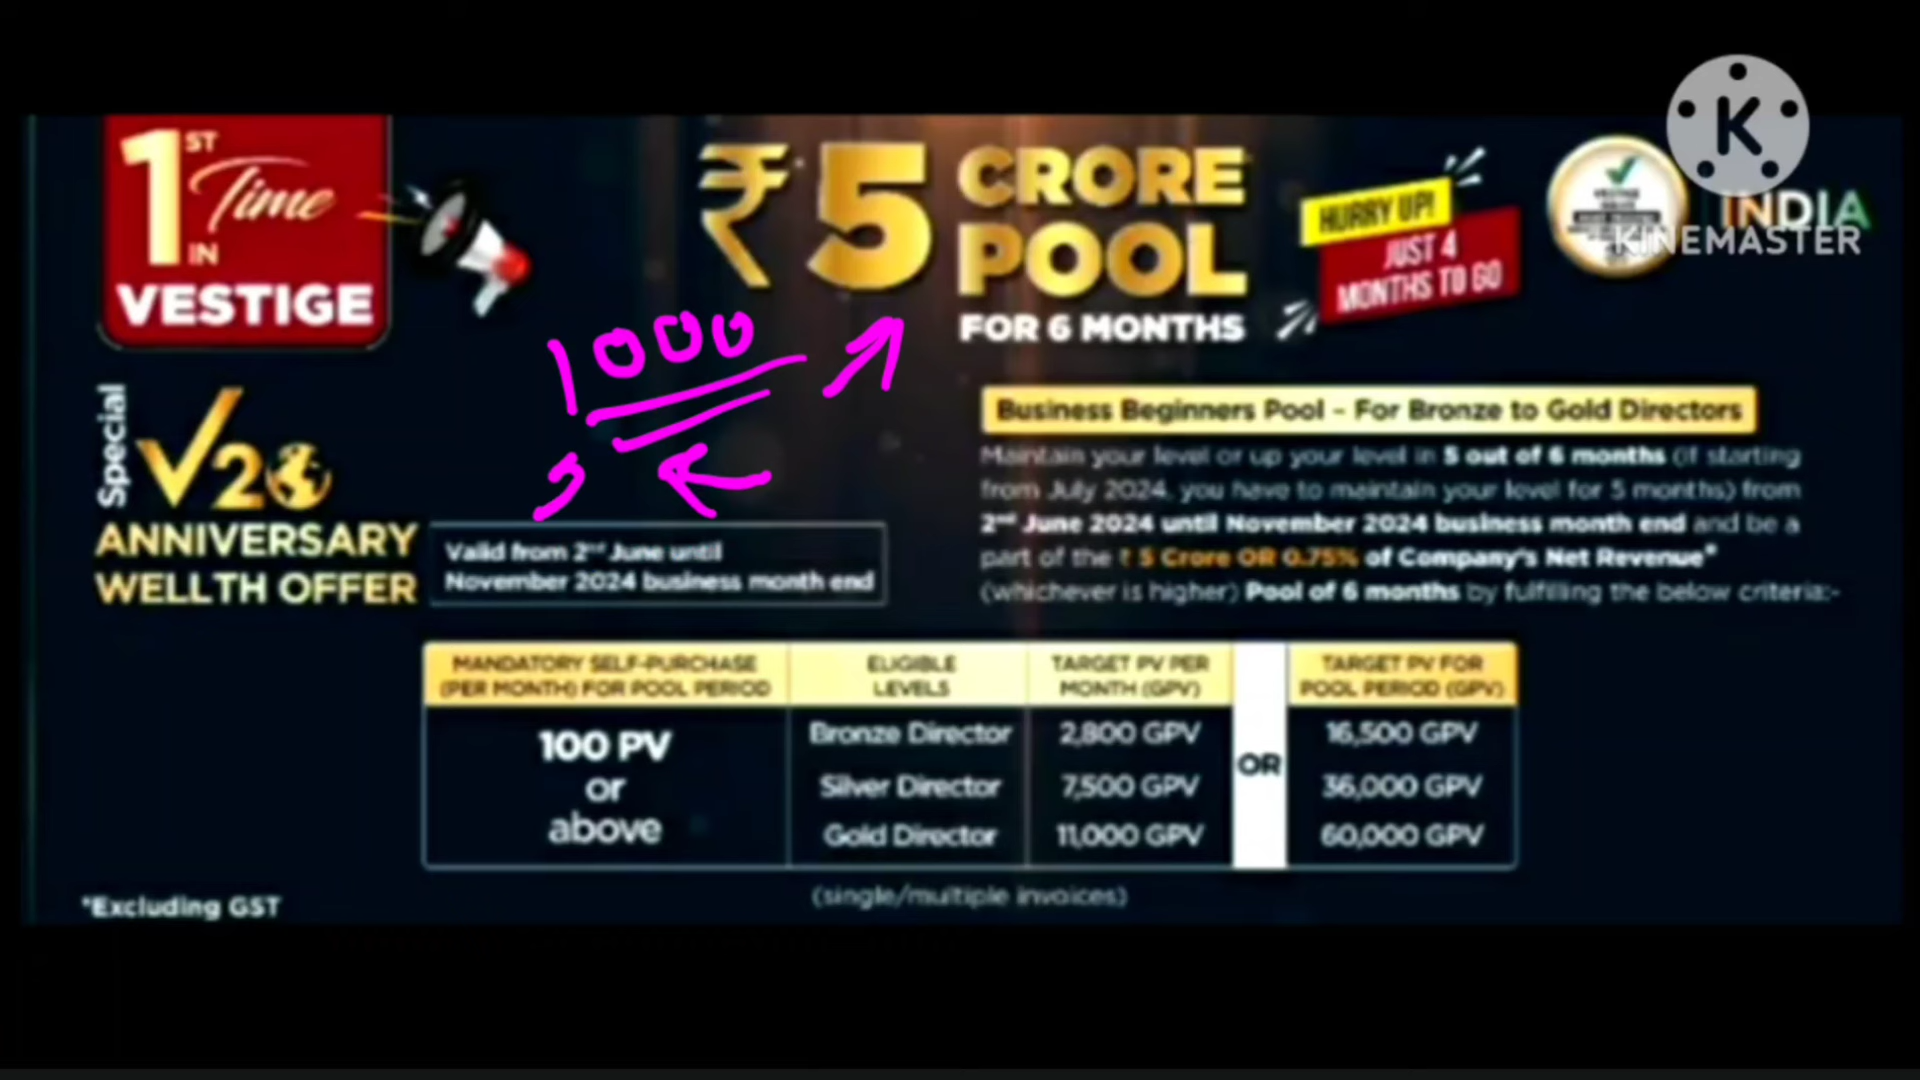 1ST
Time
IN
VESTIGE
₹5 CRORE
POOL
FOR 6 MONTHS
HURRY UP!
JUST 4
MONTHS TO GO
INDIA
K
KINEMASTER
1000
Special
V20
ANNIVERSARY
WELLTH OFFER
Valid from 2nd June until
November 2024 business month end
Business Beginners Pool - For Bronze to Gold Directors
Maintain your level or up your level in 5 out of 6 months (if starting
from July 2024, you have to maintain your level for 5 months) from
2nd June 2024 until November 2024 business month end and be a
part of the ₹ 5 Crore OR 0.75% of Company's Net Revenue*
(whichever is higher) Pool of 6 months by fulfilling the below criteria:-
MANDATORY SELF-PURCHASE
(PER MONTH) FOR POOL PERIOD
ELIGIBLE
LEVELS
TARGET PV PER
MONTH (GPV)
TARGET PV FOR
POOL PERIOD (GPV)
100 PV
or
above
Bronze Director 2,800 GPV 16,500 GPV
OR
Silver Director 7,500 GPV 36,000 GPV
Gold Director 11,000 GPV 60,000 GPV
(single/multiple invoices)
*Excluding GST